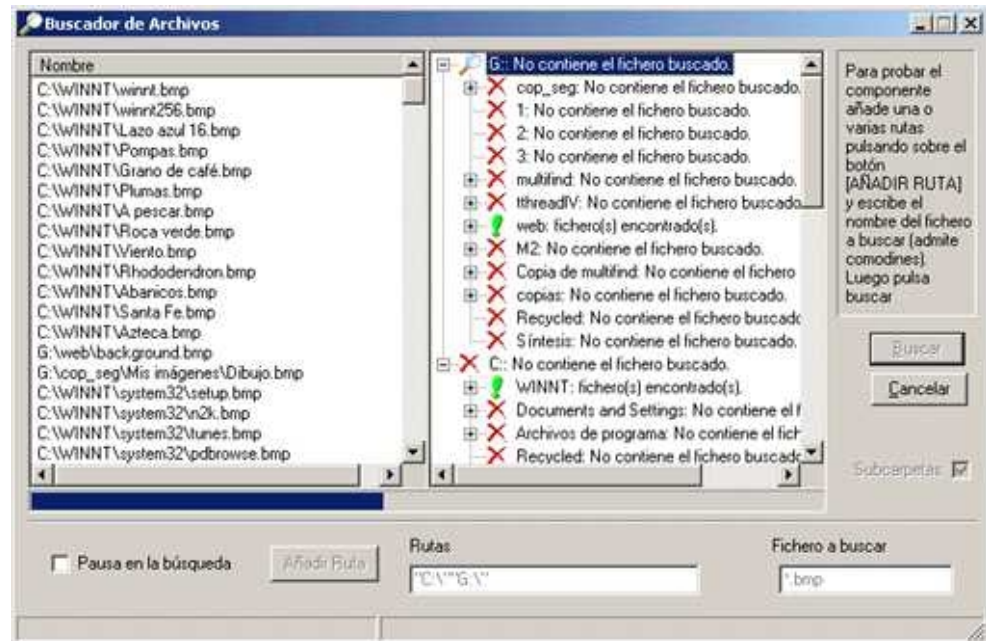 Buscador de Archivos
Nombre
C:\WINNT\winnt.bmp
C:\WINNT\winnt256.bmp
C:\WINNT\Lazo azul 16.bmp
C:\WINNT\Pompas.bmp
C:\WINNT\Grano de café.bmp
C:\WINNT\Plumas.bmp
C:\WINNT\A pescar.bmp
C:\WINNT\Roca verde.bmp
C:\WINNT\Viento.bmp
C:\WINNT\Rhododendron.bmp
C:\WINNT\Abanicos.bmp
C:\WINNT\Santa Fe.bmp
C:\WINNT\Azteca.bmp
G:\web\background.bmp
G:\cop_seg\Mis imágenes\Dibujo.bmp
C:\WINNT\system32\setup.bmp
C:\WINNT\system32\n2k.bmp
C:\WINNT\system32\tunes.bmp
C:\WINNT\system32\pdbrowse.bmp
G:: No contiene el fichero buscado.
cop_seg: No contiene el fichero buscado.
1: No contiene el fichero buscado.
2: No contiene el fichero buscado.
3: No contiene el fichero buscado.
multifind: No contiene el fichero buscado.
tthreadIV: No contiene el fichero buscado
web: fichero(s) encontrado(s).
M2: No contiene el fichero buscado.
Copia de multifind: No contiene el fichero
copias: No contiene el fichero buscado.
Recycled: No contiene el fichero buscado
Síntesis: No contiene el fichero buscado.
C:: No contiene el fichero buscado.
WINNT: fichero(s) encontrado(s).
Documents and Settings: No contiene el f
Archivos de programa: No contiene el fich
Recycled: No contiene el fichero buscado
Para probar el
componente
añade una o
varias rutas
pulsando sobre el
botón
[AÑADIR RUTA]
y escribe el
nombre del fichero
a buscar (admite
comodines).
Luego pulsa
buscar
Buscar
Cancelar
Subcarpetas
Pausa en la búsqueda
Añadir Ruta
Rutas
"C:\""G:\"
Fichero a buscar
*.bmp